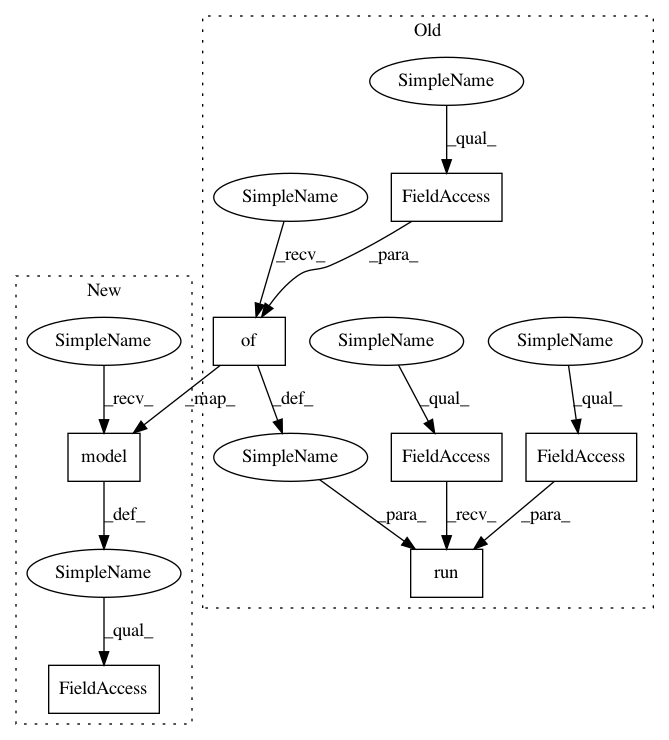 Old
SimpleName
_qual_
SimpleName
FieldAccess
_recv_
_para_
New
SimpleName
of
SimpleName
SimpleName
_recv_
_map_
_def_
_qual_
_qual_
model
SimpleName
FieldAccess
FieldAccess
_def_
_para_
_recv_
_para_
SimpleName
run
_qual_
FieldAccess